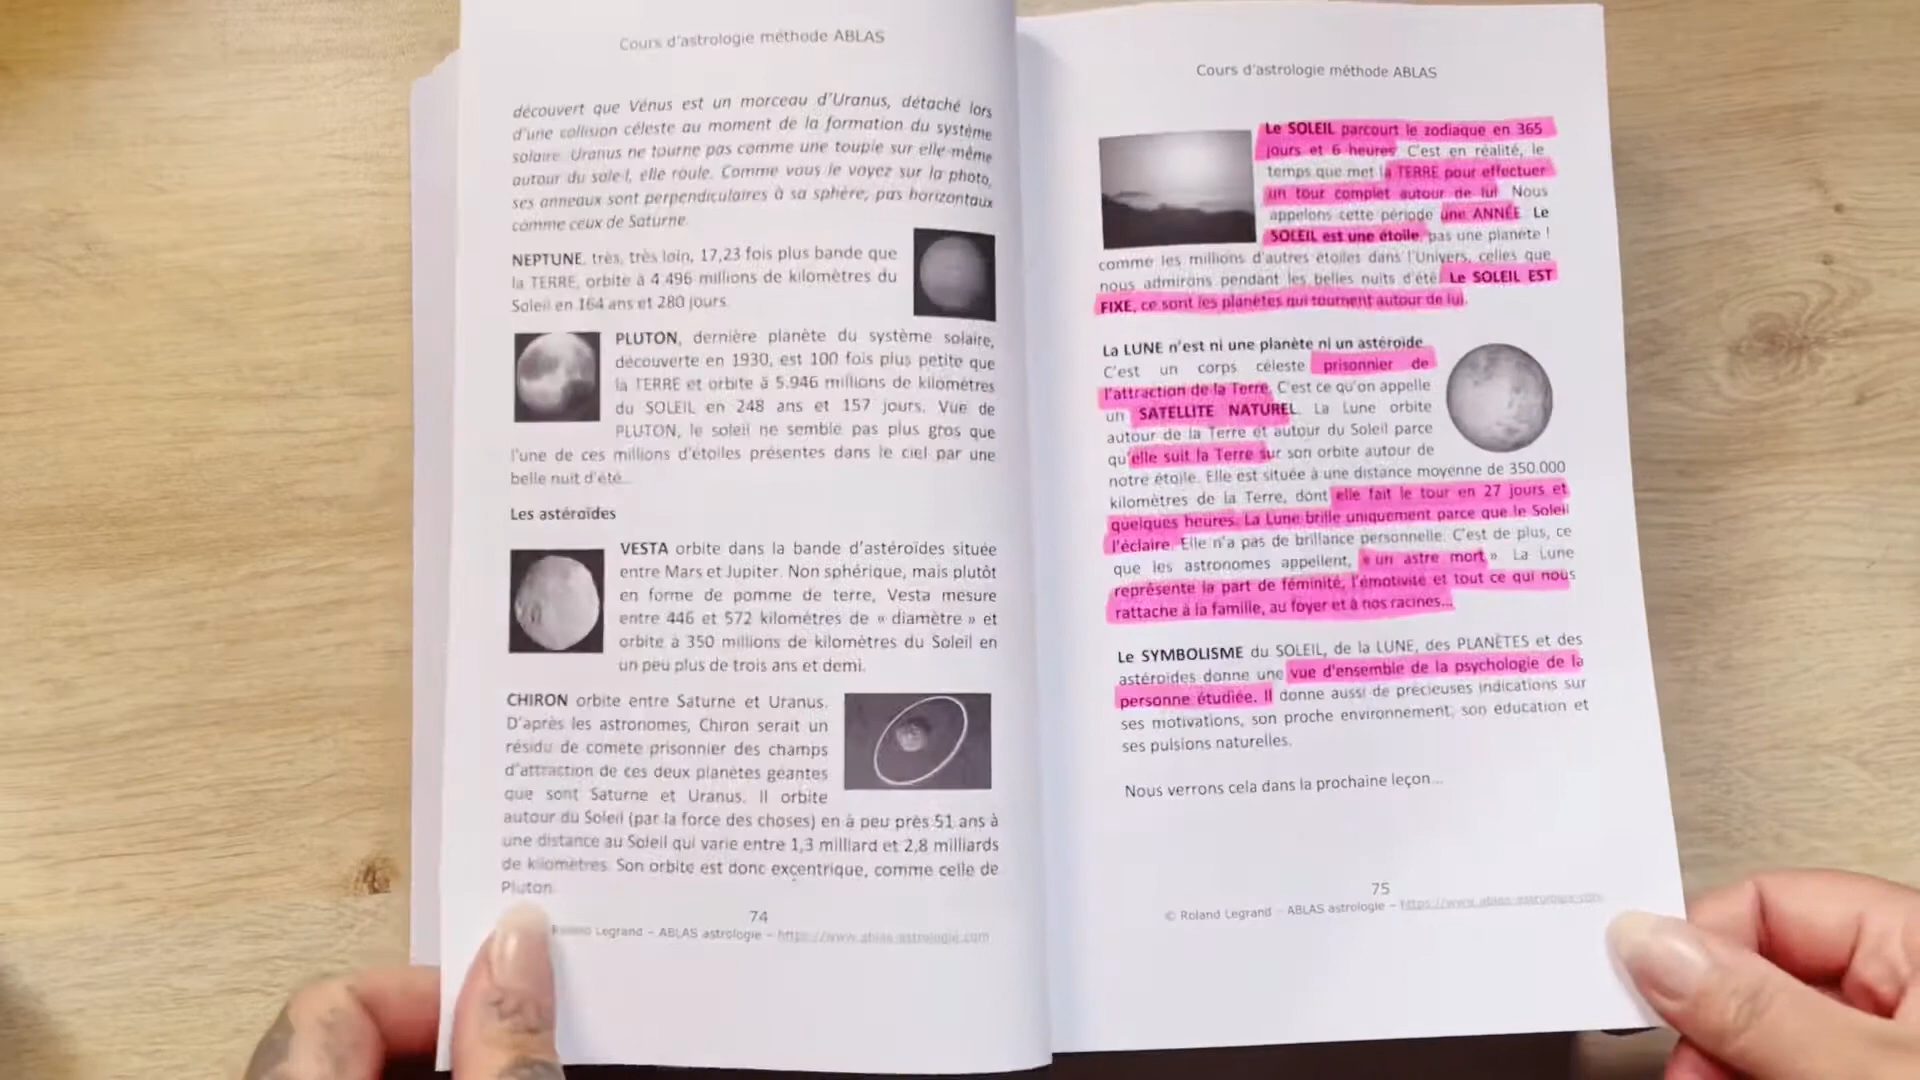 Cours d'astrologie méthode ABLAS
découvert que Vénus est un morceau d'Uranus, détaché lors
d'une collision céleste au moment de la formation du système
solaire. Uranus ne tourne pas comme une toupie sur elle même
autour du soleil, elle roule. Comme vous le voyez sur la photo,
ses anneaux sont perpendiculaires à sa sphère, pas horizontaux
comme ceux de Saturne.
NEPTUNE, très, très loin, 17,23 fois plus bande que
la TERRE, orbite à 4.496 millions de kilomètres du
Soleil en 164 ans et 280 jours.
PLUTON, dernière planète du système solaire,
découverte en 1930, est 100 fois plus petite que
la TERRE et orbite à 5.946 millions de kilomètres
du SOLEIL en 248 ans et 157 jours. Vue de
PLUTON, le soleil ne semble pas plus gros que
l'une de ces millions d'étoiles présentes dans le ciel par une
belle nuit d'été...
Les astéroïdes
VESTA orbite dans la bande d'astéroïdes située
entre Mars et Jupiter. Non sphérique, mais plutôt
en forme de pomme de terre, Vesta mesure
entre 446 et 572 kilomètres de « diamètre » et
orbite à 350 millions de kilomètres du Soleil en
un peu plus de trois ans et demi.
CHIRON orbite entre Saturne et Uranus.
D'après les astronomes, Chiron serait un
résidu de comète prisonnier des champs
d'attraction de ces deux planètes géantes
que sont Saturne et Uranus. Il orbite
autour du Soleil (par la force des choses) en à peu près 51 ans à
une distance au Soleil qui varie entre 1,3 milliard et 2,8 milliards
de kilomètres. Son orbite est donc excentrique, comme celle de
Pluton.
74
Legrand – ABLAS astrologie – https://www.ablas-astrologie.com
Cours d'astrologie méthode ABLAS
Le SOLEIL parcourt le zodiaque en 365
jours et 6 heures. C'est en réalité, le
temps que met la TERRE pour effectuer
un tour complet autour de lui. Nous
appelons cette période une ANNÉE. Le
SOLEIL est une étoile, pas une planète !
comme les millions d'autres étoiles dans l'Univers, celles que
nous admirons pendant les belles nuits d'été. Le SOLEIL EST
FIXE, ce sont les planètes qui tournent autour de lui.
La LUNE n'est ni une planète ni un astéroïde.
C'est un corps céleste prisonnier de
l'attraction de la Terre. C'est ce qu'on appelle
un SATELLITE NATUREL. La Lune orbite
autour de la Terre et autour du Soleil parce
qu'elle suit la Terre sur son orbite autour de
notre étoile. Elle est située à une distance moyenne de 350.000
kilomètres de la Terre, dont elle fait le tour en 27 jours et
quelques heures. La Lune brille uniquement parce que le Soleil
l'éclaire. Elle n'a pas de brillance personnelle. C'est de plus, ce
que les astronomes appellent, « un astre mort ». La Lune
représente la part de féminité, l'émotivité et tout ce qui nous
rattache à la famille, au foyer et à nos racines...
Le SYMBOLISME du SOLEIL, de la LUNE, des PLANÈTES et des
astéroïdes donne une vue d'ensemble de la psychologie de la
personne étudiée. Il donne aussi de précieuses indications sur
ses motivations, son proche environnement, son éducation et
ses pulsions naturelles.
Nous verrons cela dans la prochaine leçon...
75
© Roland Legrand – ABLAS astrologie – https://www.ablas-astrologie.com